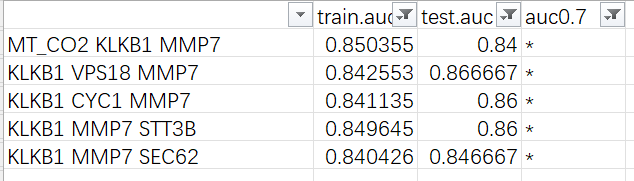 train.auc test.auc auc0.7
MT_CO2 KLKB1 MMP7 0.850355 0.84 *
KLKB1 VPS18 MMP7 0.842553 0.866667 *
KLKB1 CYC1 MMP7 0.841135 0.86 *
KLKB1 MMP7 STT3B 0.849645 0.86 *
KLKB1 MMP7 SEC62 0.840426 0.846667 *